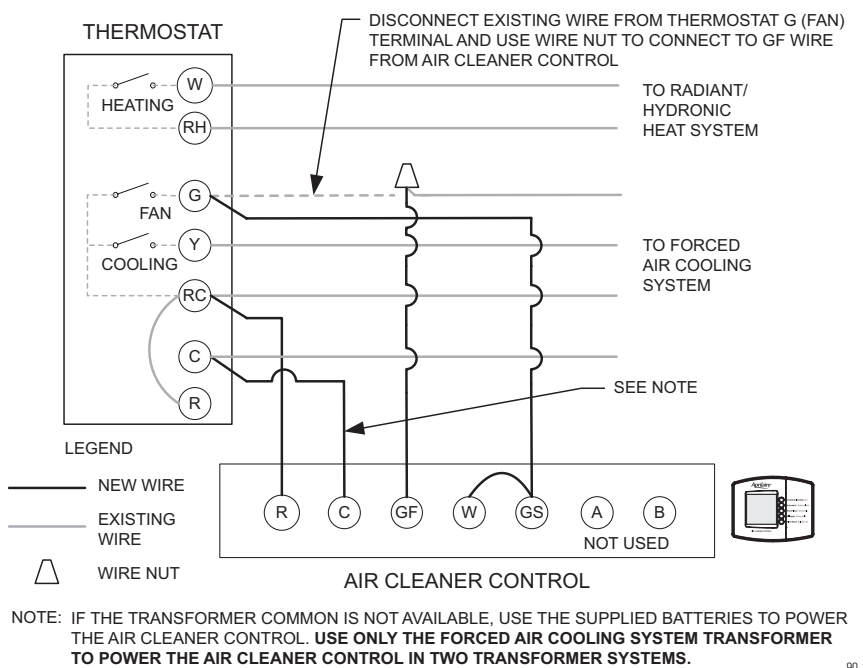 THERMOSTAT
DISCONNECT EXISTING WIRE FROM THERMOSTAT G (FAN)
TERMINAL AND USE WIRE NUT TO CONNECT TO GF WIRE
FROM AIR CLEANER CONTROL
W
HEATING
RH
TO RADIANT/
HYDRONIC
HEAT SYSTEM
G
FAN
Y
COOLING
RC
TO FORCED
AIR COOLING
SYSTEM
C
R
SEE NOTE
LEGEND
NEW WIRE
EXISTING
WIRE
WIRE NUT
R
C
GF
W
GS
A
B
NOT USED
Aprilaire
AIR CLEANER CONTROL
NOTE: IF THE TRANSFORMER COMMON IS NOT AVAILABLE, USE THE SUPPLIED BATTERIES TO POWER
THE AIR CLEANER CONTROL. USE ONLY THE FORCED AIR COOLING SYSTEM TRANSFORMER
TO POWER THE AIR CLEANER CONTROL IN TWO TRANSFORMER SYSTEMS.